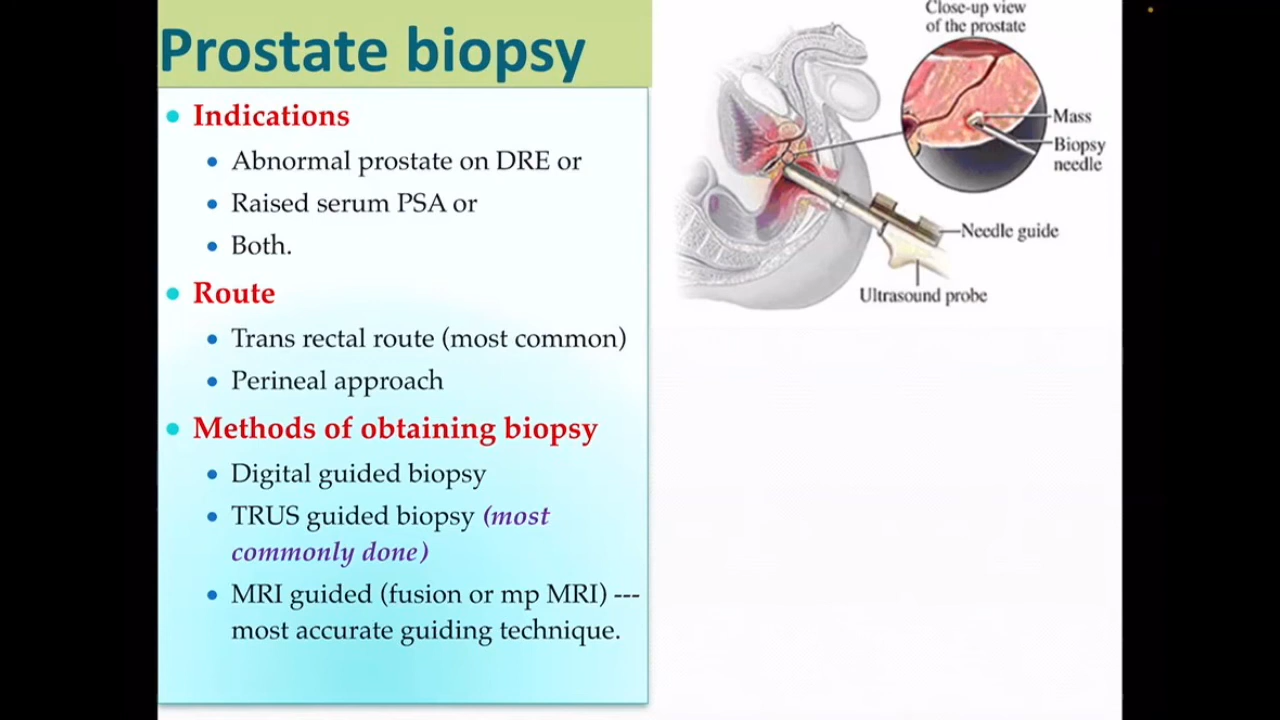 Prostate biopsy
• Indications
• Abnormal prostate on DRE or
• Raised serum PSA or
• Both.
• Route
• Trans rectal route (most common)
• Perineal approach
• Methods of obtaining biopsy
• Digital guided biopsy
• TRUS guided biopsy (most
commonly done)
• MRI guided (fusion or mp MRI) ---
most accurate guiding technique.
Close-up view
of the prostate
Mass
Biopsy
needle
Needle guide
Ultrasound probe